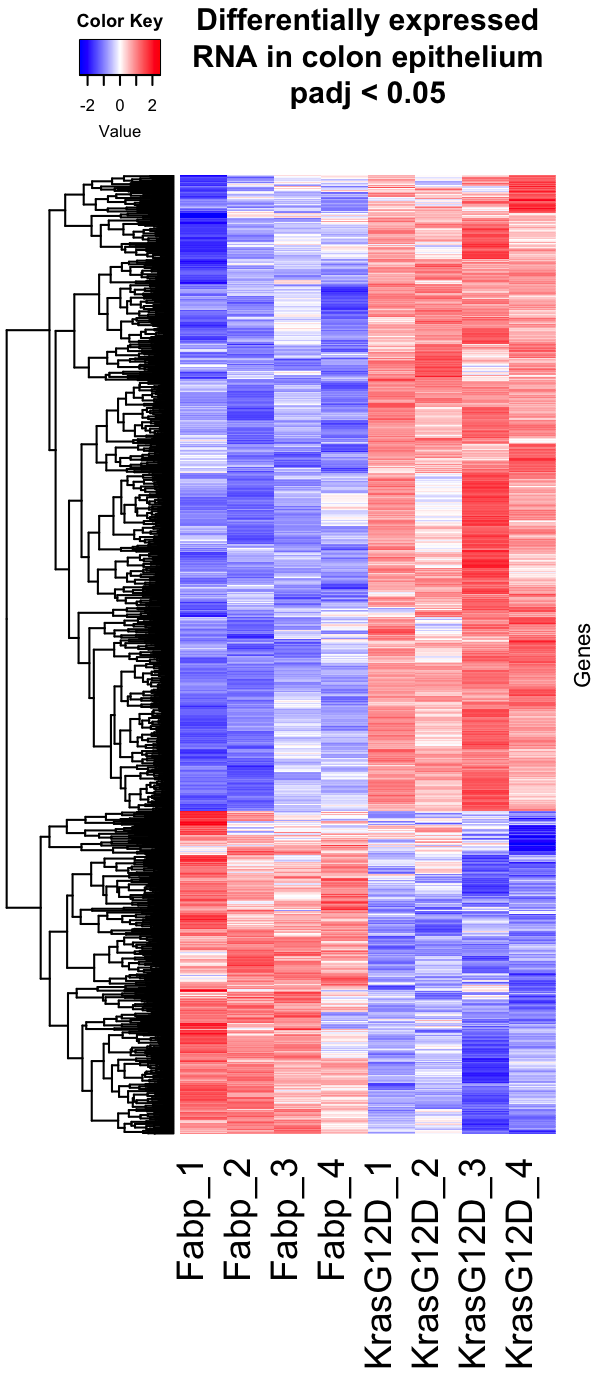 Color Key
-2 0 2
Value
Differentially expressed
RNA in colon epithelium
padj < 0.05
Genes
Fabp_1
Fabp_2
Fabp_3
Fabp_4
KrasG12D_1
KrasG12D_2
KrasG12D_3
KrasG12D_4